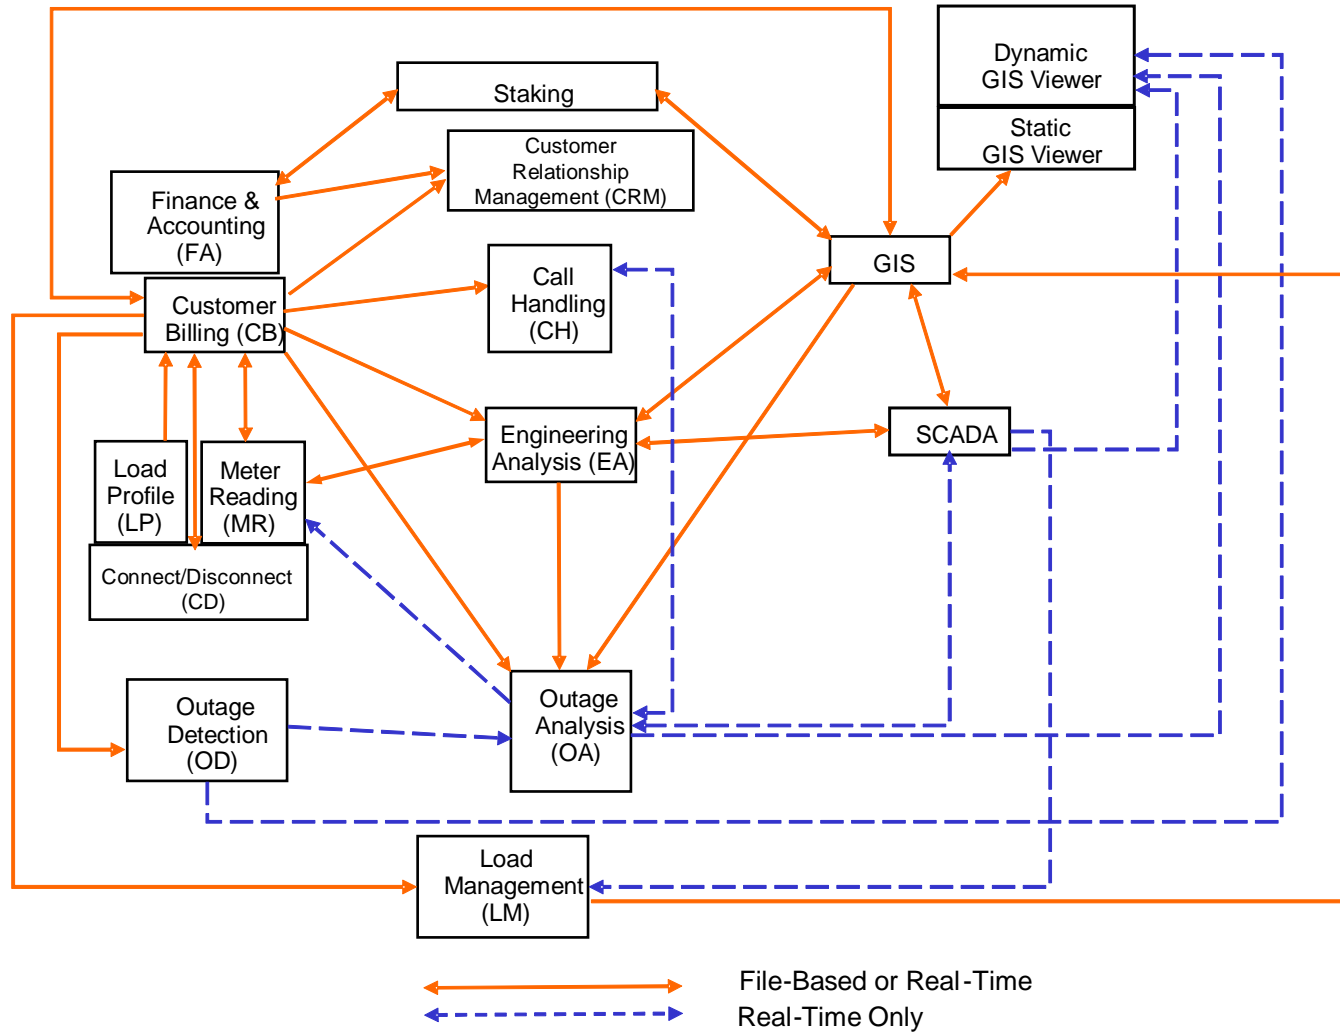 Dynamic
GIS Viewer
Staking
Static
GIS Viewer
Customer
Relationship
Management (CRM)
Finance &
Accounting
(FA)
GIS
Call
Handling
(CH)
Customer
Billing (CB)
Engineering
Analysis (EA)
SCADA
Load
Profile
(LP)
Meter
Reading
(MR)
Connect/Disconnect
(CD)
Outage
Detection
(OD)
Outage
Analysis
(OA)
Load
Management
(LM)
File-Based or Real-Time
Real-Time Only